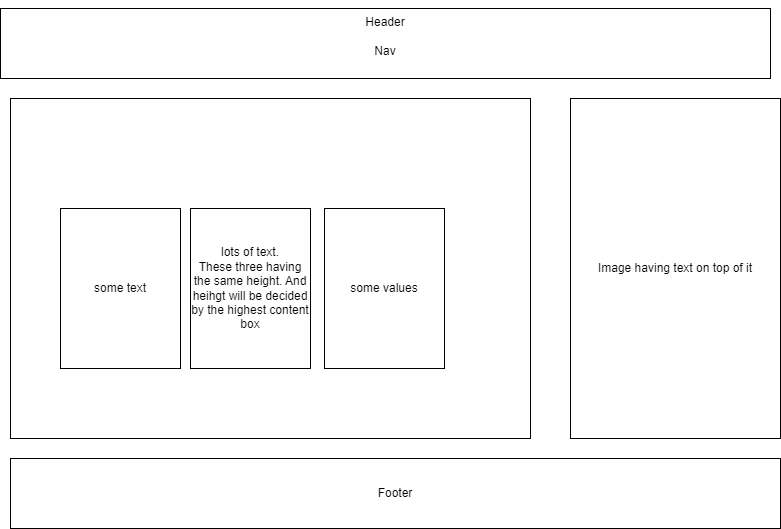 Header
Nav
some text
lots of text.
These three having
the same height. And
heihgt will be decided
by the highest content
box
some values
Image having text on top of it
Footer